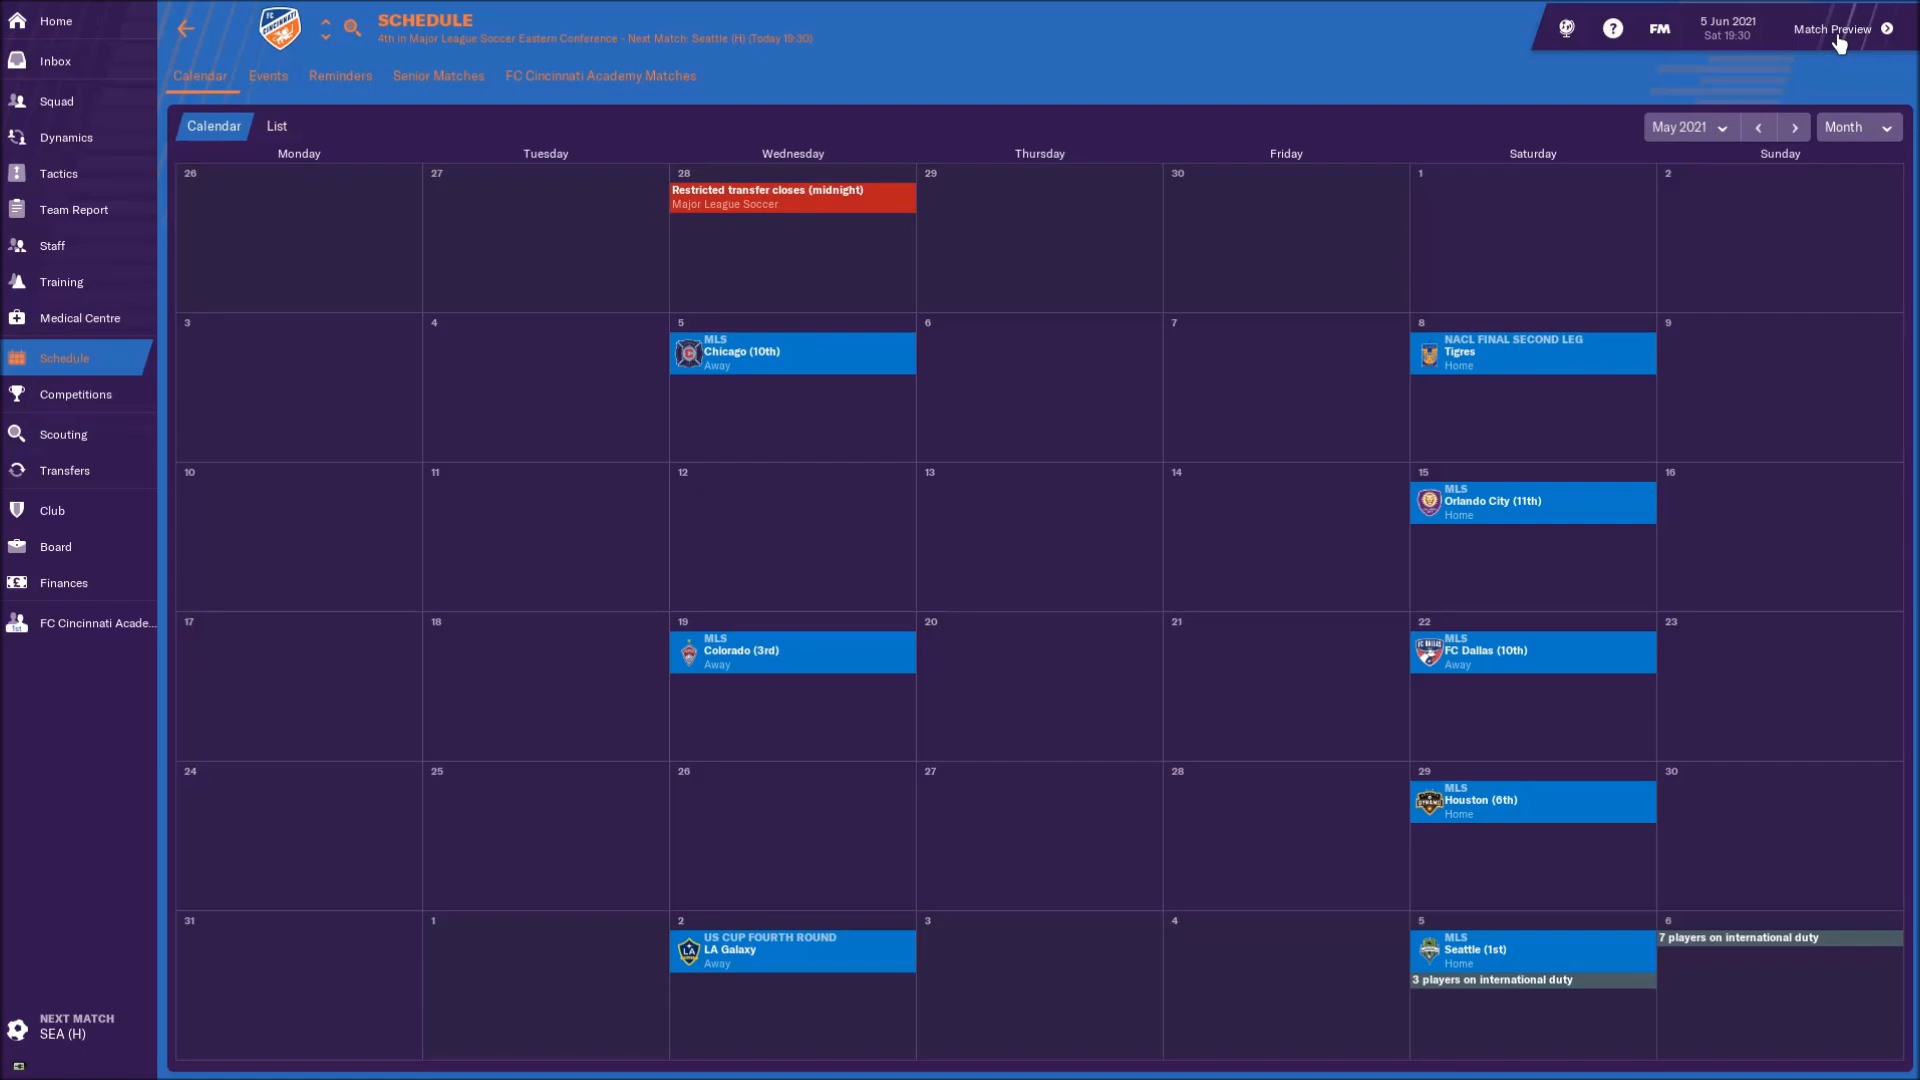 Home
Inbox
Squad
Dynamics
Tactics
Team Report
Staff
Training
Medical Centre
Schedule
Competitions
Scouting
Transfers
Club
Board
Finances
FC Cincinnati Acade...
1st
NEXT MATCH
SEA (H)
FC CINCINNATI
SCHEDULE
4th in Major League Soccer Eastern Conference - Next Match: Seattle (H) (Today 19:30)
FM
5 Jun 2021
Sat 19:30
Match Preview
Calendar Events Reminders Senior Matches FC Cincinnati Academy Matches
Calendar List
May 2021 Month
Monday Tuesday Wednesday Thursday Friday Saturday Sunday
26 27 28 29 30 1 2
Restricted transfer closes (midnight)
Major League Soccer
3 4 5 6 7 8 9
MLS
Chicago (10th)
Away
NACL FINAL SECOND LEG
Tigres
Home
10 11 12 13 14 15 16
MLS
Orlando City (11th)
Home
17 18 19 20 21 22 23
MLS
Colorado (3rd)
Away
MLS
FC Dallas (10th)
Away
24 25 26 27 28 29 30
MLS
Houston (6th)
Home
31 1 2 3 4 5 6
US CUP FOURTH ROUND
LA Galaxy
Away
MLS
Seattle (1st)
Home
3 players on international duty
7 players on international duty